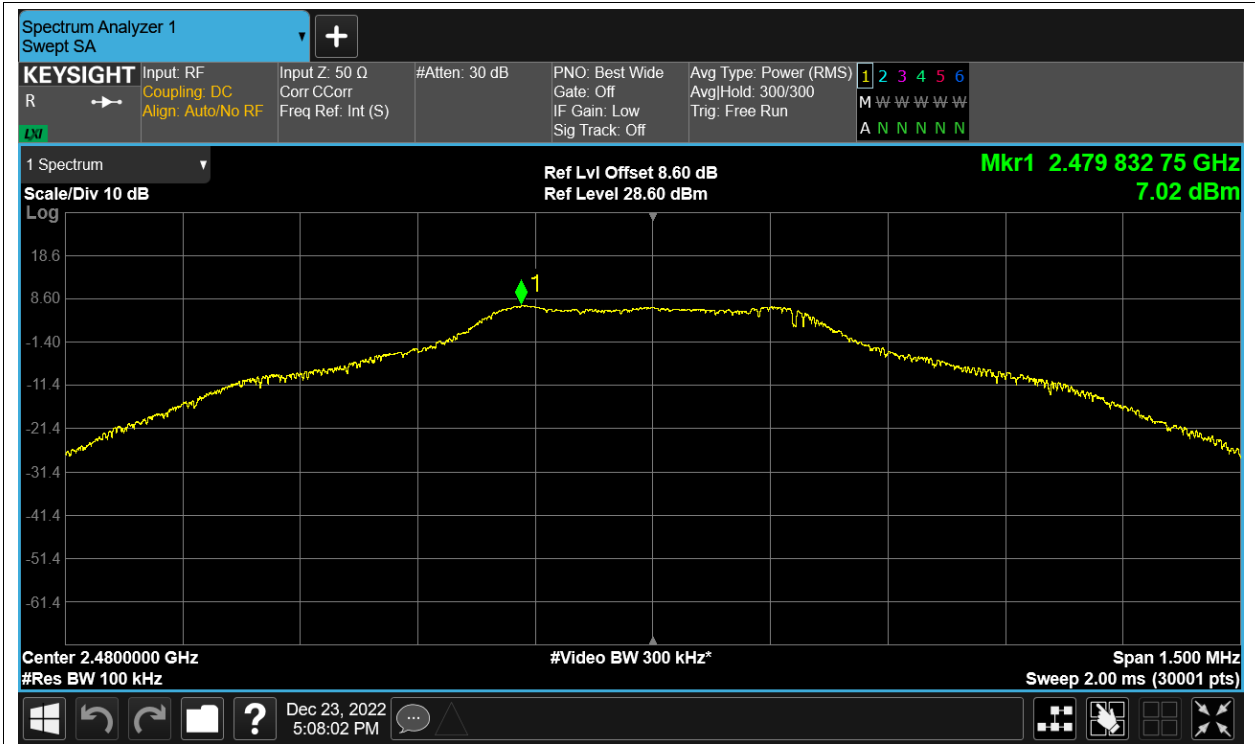 Spectrum Analyzer 1
Swept SA
+
KEYSIGHT
R
LXI
Input: RF
Coupling: DC
Align: Auto/No RF
Input Z: 50 Ω
Corr CCorr
Freq Ref: Int (S)
#Atten: 30 dB
PNO: Best Wide
Gate: Off
IF Gain: Low
Sig Track: Off
Avg Type: Power (RMS)
Avg|Hold: 300/300
Trig: Free Run
1 2 3 4 5 6
M W W W W W
A N N N N N
1 Spectrum
Scale/Div 10 dB
Log
Ref Lvl Offset 8.60 dB
Ref Level 28.60 dBm
Mkr1 2.479 832 75 GHz
7.02 dBm
18.6
8.60
-1.40
-11.4
-21.4
-31.4
-41.4
-51.4
-61.4
1
Center 2.4800000 GHz
#Res BW 100 kHz
#Video BW 300 kHz*
Span 1.500 MHz
Sweep 2.00 ms (30001 pts)
?
Dec 23, 2022
5:08:02 PM